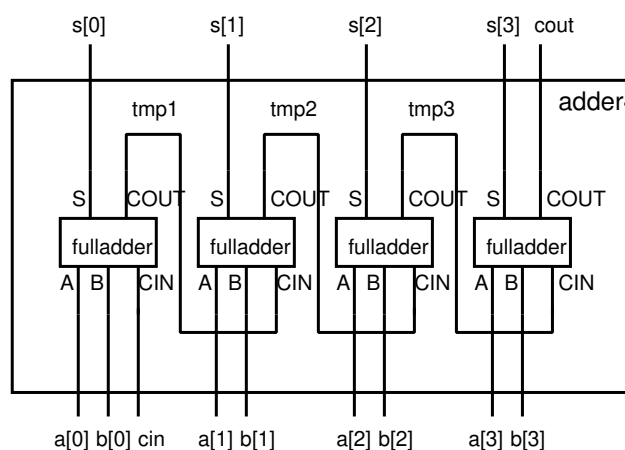 s[0] s[1] s[2] s[3] cout
adder
tmp1 tmp2 tmp3
S COUT S COUT S COUT S COUT
fulladder fulladder fulladder fulladder
A B CIN A B CIN A B CIN A B CIN
a[0] b[0] cin a[1] b[1] a[2] b[2] a[3] b[3]